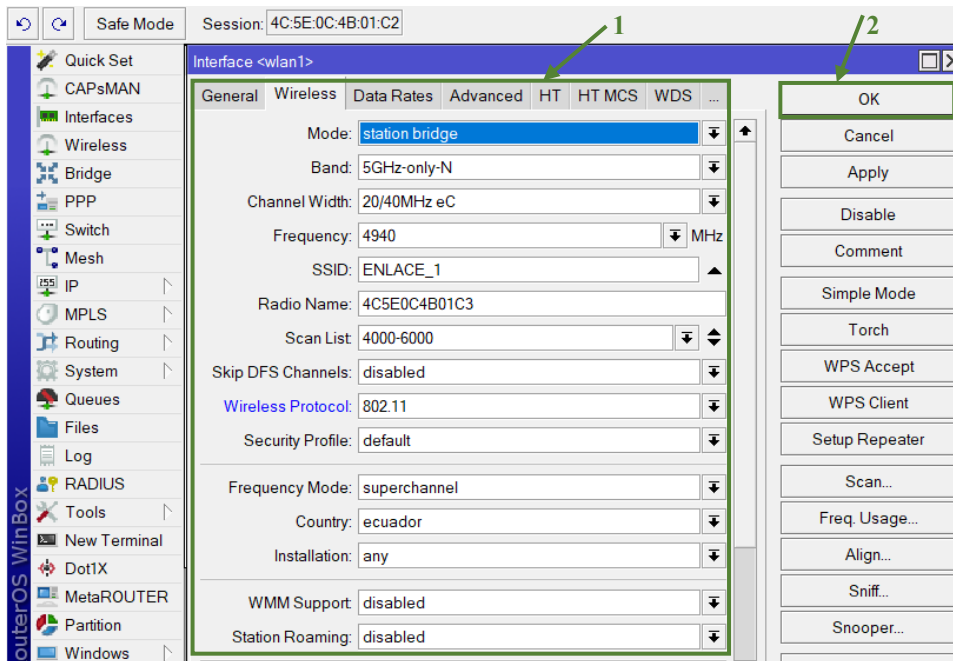 Safe Mode Session: 4C:5E:0C:4B:01:C2
1
2
Quick Set
CAPsMAN
Interfaces
Wireless
Bridge
PPP
Switch
Mesh
IP
MPLS
Routing
System
Queues
Files
Log
RADIUS
Tools
New Terminal
Dot1X
MetaROUTER
Partition
Windows
outerOS WinBox
Interface <wlan1>
General Wireless Data Rates Advanced HT HT MCS WDS ...
Mode: station bridge
Band: 5GHz-only-N
Channel Width: 20/40MHz eC
Frequency: 4940 MHz
SSID: ENLACE_1
Radio Name: 4C5E0C4B01C3
Scan List: 4000-6000
Skip DFS Channels: disabled
Wireless Protocol: 802.11
Security Profile: default
Frequency Mode: superchannel
Country: ecuador
Installation: any
WMM Support: disabled
Station Roaming: disabled
OK
Cancel
Apply
Disable
Comment
Simple Mode
Torch
WPS Accept
WPS Client
Setup Repeater
Scan...
Freq. Usage...
Align...
Sniff...
Snooper...